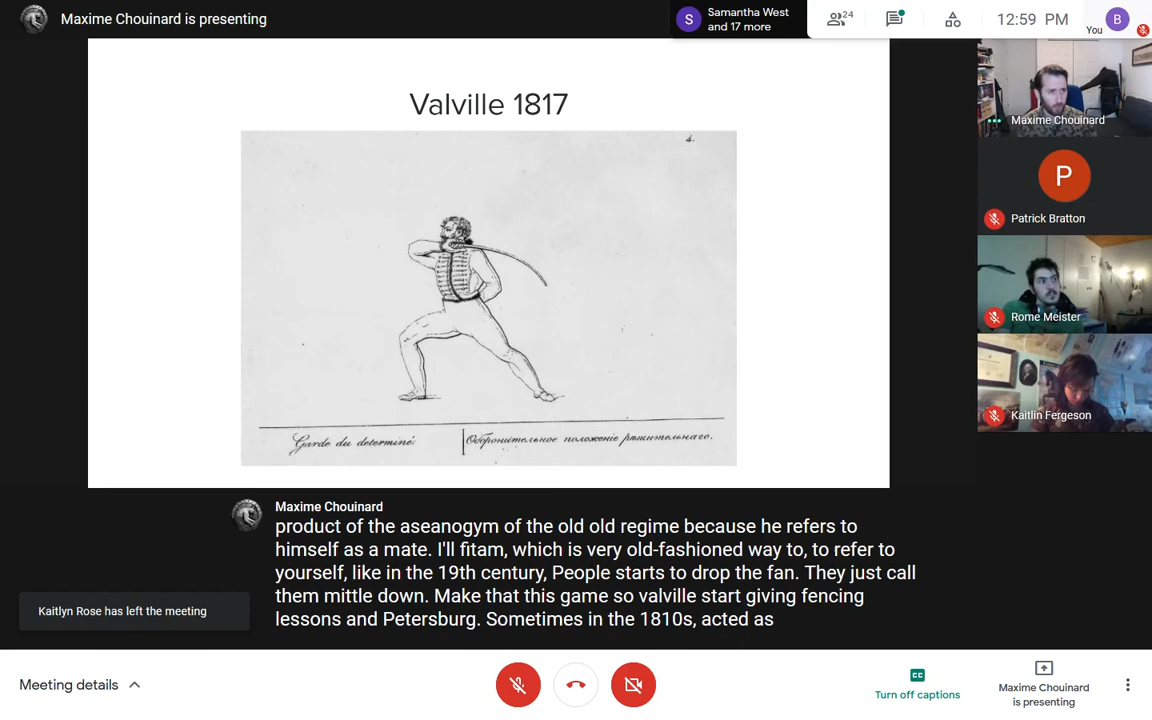 Maxime Chouinard is presenting
S
Samantha West
and 17 more
24
12:59 PM
You
B
Valville 1817
4.
Garde du determiné.
Оборонительное положенiе рѣшительнаго.
Maxime Chouinard
P
Patrick Bratton
Rome Meister
Kaitlin Fergeson
Maxime Chouinard
product of the aseanogym of the old old regime because he refers to
himself as a mate. I'll fitam, which is very old-fashioned way to, to refer to
yourself, like in the 19th century, People starts to drop the fan. They just call
them mittle down. Make that this game so valville start giving fencing
lessons and Petersburg. Sometimes in the 1810s, acted as
Kaitlyn Rose has left the meeting
Meeting details
CC
Turn off captions
Maxime Chouinard
is presenting